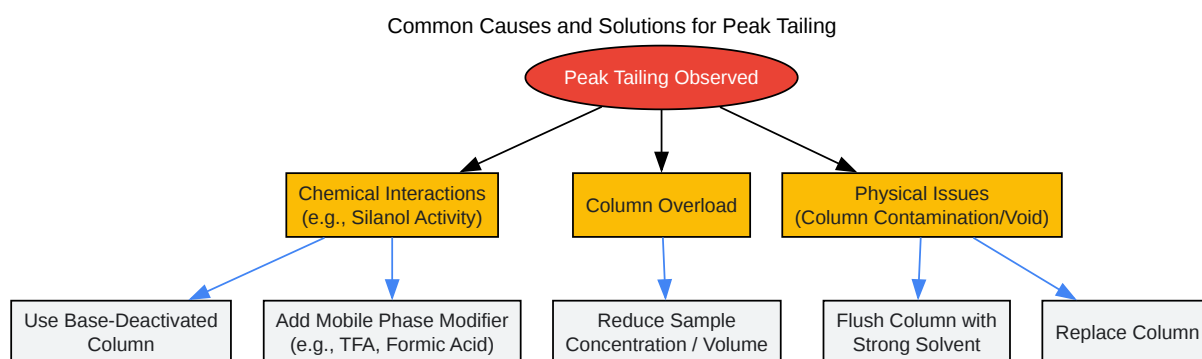 Common Causes and Solutions for Peak Tailing
Peak Tailing Observed
Chemical Interactions
(e.g., Silanol Activity)
Column Overload
Physical Issues
(Column Contamination/Void)
Use Base-Deactivated
Column
Add Mobile Phase Modifier
(e.g., TFA, Formic Acid)
Reduce Sample
Concentration / Volume
Flush Column with
Strong Solvent
Replace Column